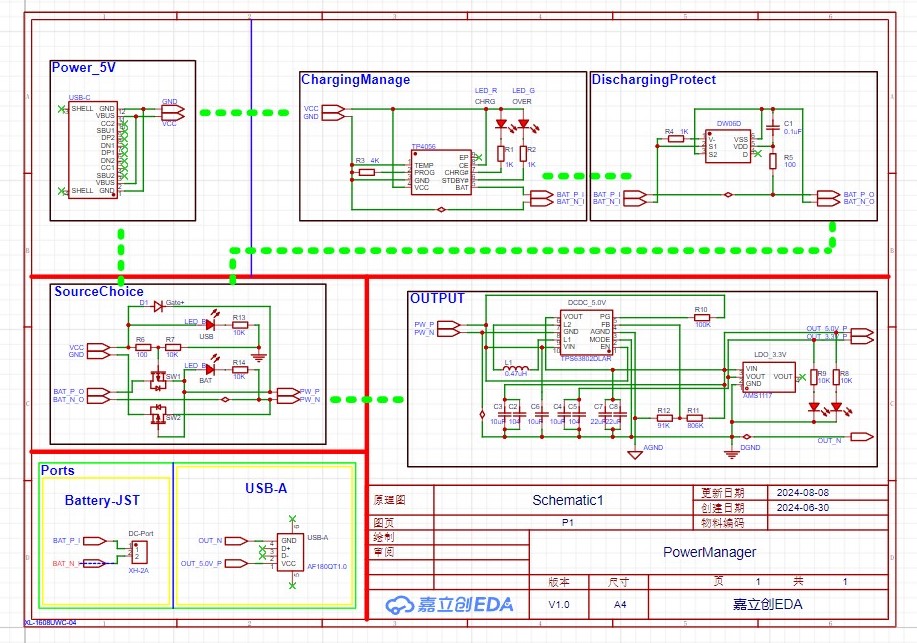 Power_5V
USB-C
SHELL GND
VBUS
CC2
SBU1
DP2
DN1
DP1
DN2
CC1
SBU2
VBUS
SHELL GND
GND
VCC
ChargingManage
LED_R LED_G
CHRG OVER
VCC
GND
R3 4K
TP4056
TEMP
PROG
GND
VCC
EP
CE
CHRG#
STDBY#
BAT
R1
1K
R2
1K
BAT_P_I
BAT_N_I
DischargingProtect
BAT_P_I
BAT_N_I
R4 1K
DW06D
V-
S1
S2
VSS
VDD
D
C1
0.1uF
R5
100
BAT_P_O
BAT_N_O
SourceChoice
D1 Gate+
LED_B
USB
R13
10K
VCC
GND
R6
100
R7
10K
LED_B
BAT
R14
10K
SW1
SW2
BAT_P_O
BAT_N_O
PW_P
PW_N
OUTPUT
PW_P
PW_N
DCDC_5.0V
VOUT
L2
GND
L1
VIN
PG
FB
AGND
MODE
EN
TPS63802DLAR
L1
0.47uH
R10
100K
C3 C2
10uF 104
C6
10uF
C4 C5
10uF 104
C7 C8
22uF 22uF
R12
91K
R11
806K
AGND
DGND
LDO_3.3V
VIN
VOUT
GND
VOUT
AMS1117
OUT_5.0V_P
OUT_3.3V_P
R9
10K
R8
10K
OUT_N
Ports
Battery-JST
BAT_P_I
BAT_N_I
DC-Port
1
2
XH-2A
USB-A
OUT_N
OUT_5.0V_P
GND
D+
D-
VCC
USB-A
AF180QT1.0
XL-1608UWC-04
原理图 Schematic1
更新日期 2024-08-08
创建日期 2024-06-30
图页 P1
物料编码
绘制
审阅
PowerManager
版本 尺寸 页 1 共 1
嘉立创EDA V1.0 A4 嘉立创EDA